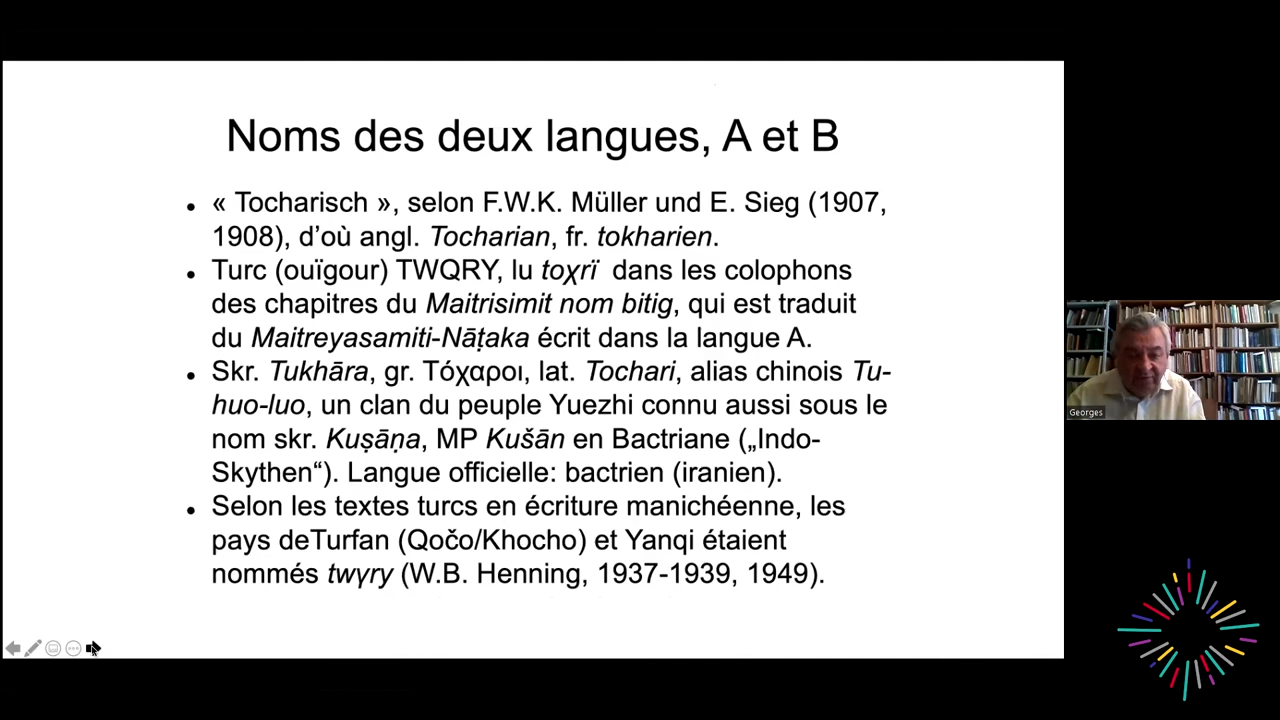 Noms des deux langues, A et B
• « Tocharisch », selon F.W.K. Müller und E. Sieg (1907,
1908), d’où angl. Tocharian, fr. tokharien.
• Turc (ouïgour) TWQRY, lu toχrï dans les colophons
des chapitres du Maitrisimit nom bitig, qui est traduit
du Maitreyasamiti-Nāṭaka écrit dans la langue A.
• Skr. Tukhāra, gr. Τόχαροι, lat. Tochari, alias chinois Tu-
huo-luo, un clan du peuple Yuezhi connu aussi sous le
nom skr. Kuṣāṇa, MP Kušān en Bactriane („Indo-
Skythen“). Langue officielle: bactrien (iranien).
• Selon les textes turcs en écriture manichéenne, les
pays deTurfan (Qočo/Khocho) et Yanqi étaient
nommés twγry (W.B. Henning, 1937-1939, 1949).
Georges